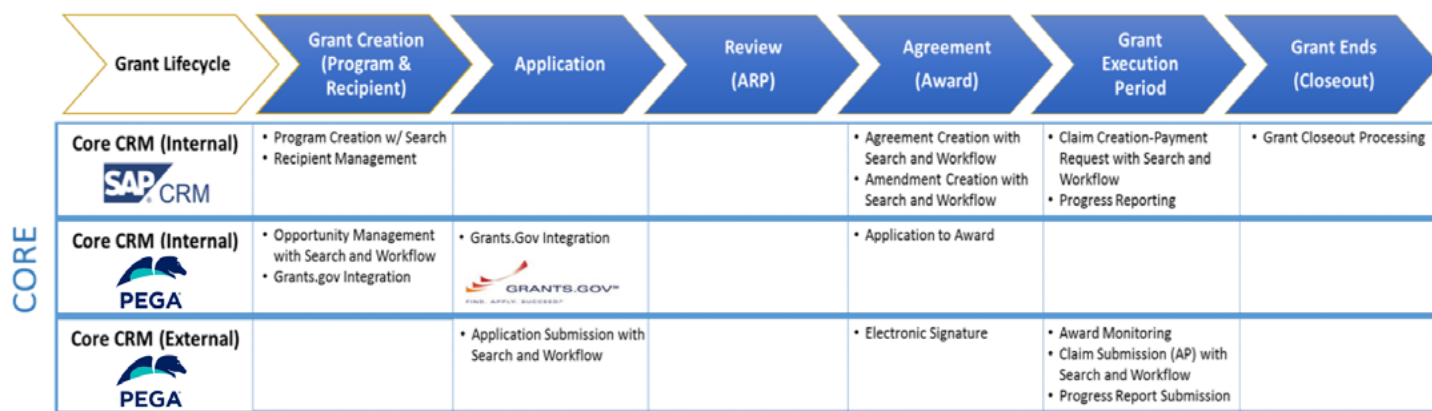 Grant Lifecycle
Grant Creation
(Program &
Recipient)
Application
Review
(ARP)
Agreement
(Award)
Grant
Execution
Period
Grant Ends
(Closeout)
CORE
Core CRM (Internal)
SAP CRM
• Program Creation w/ Search
• Recipient Management
• Agreement Creation with
Search and Workflow
• Amendment Creation with
Search and Workflow
• Claim Creation-Payment
Request with Search and
Workflow
• Progress Reporting
• Grant Closeout Processing
Core CRM (Internal)
PEGA
• Opportunity Management
with Search and Workflow
• Grants.gov Integration
• Grants.Gov Integration
GRANTS.GOV℠
FIND. APPLY. SUCCEED.
• Application to Award
Core CRM (External)
PEGA
• Application Submission with
Search and Workflow
• Electronic Signature
• Award Monitoring
• Claim Submission (AP) with
Search and Workflow
• Progress Report Submission